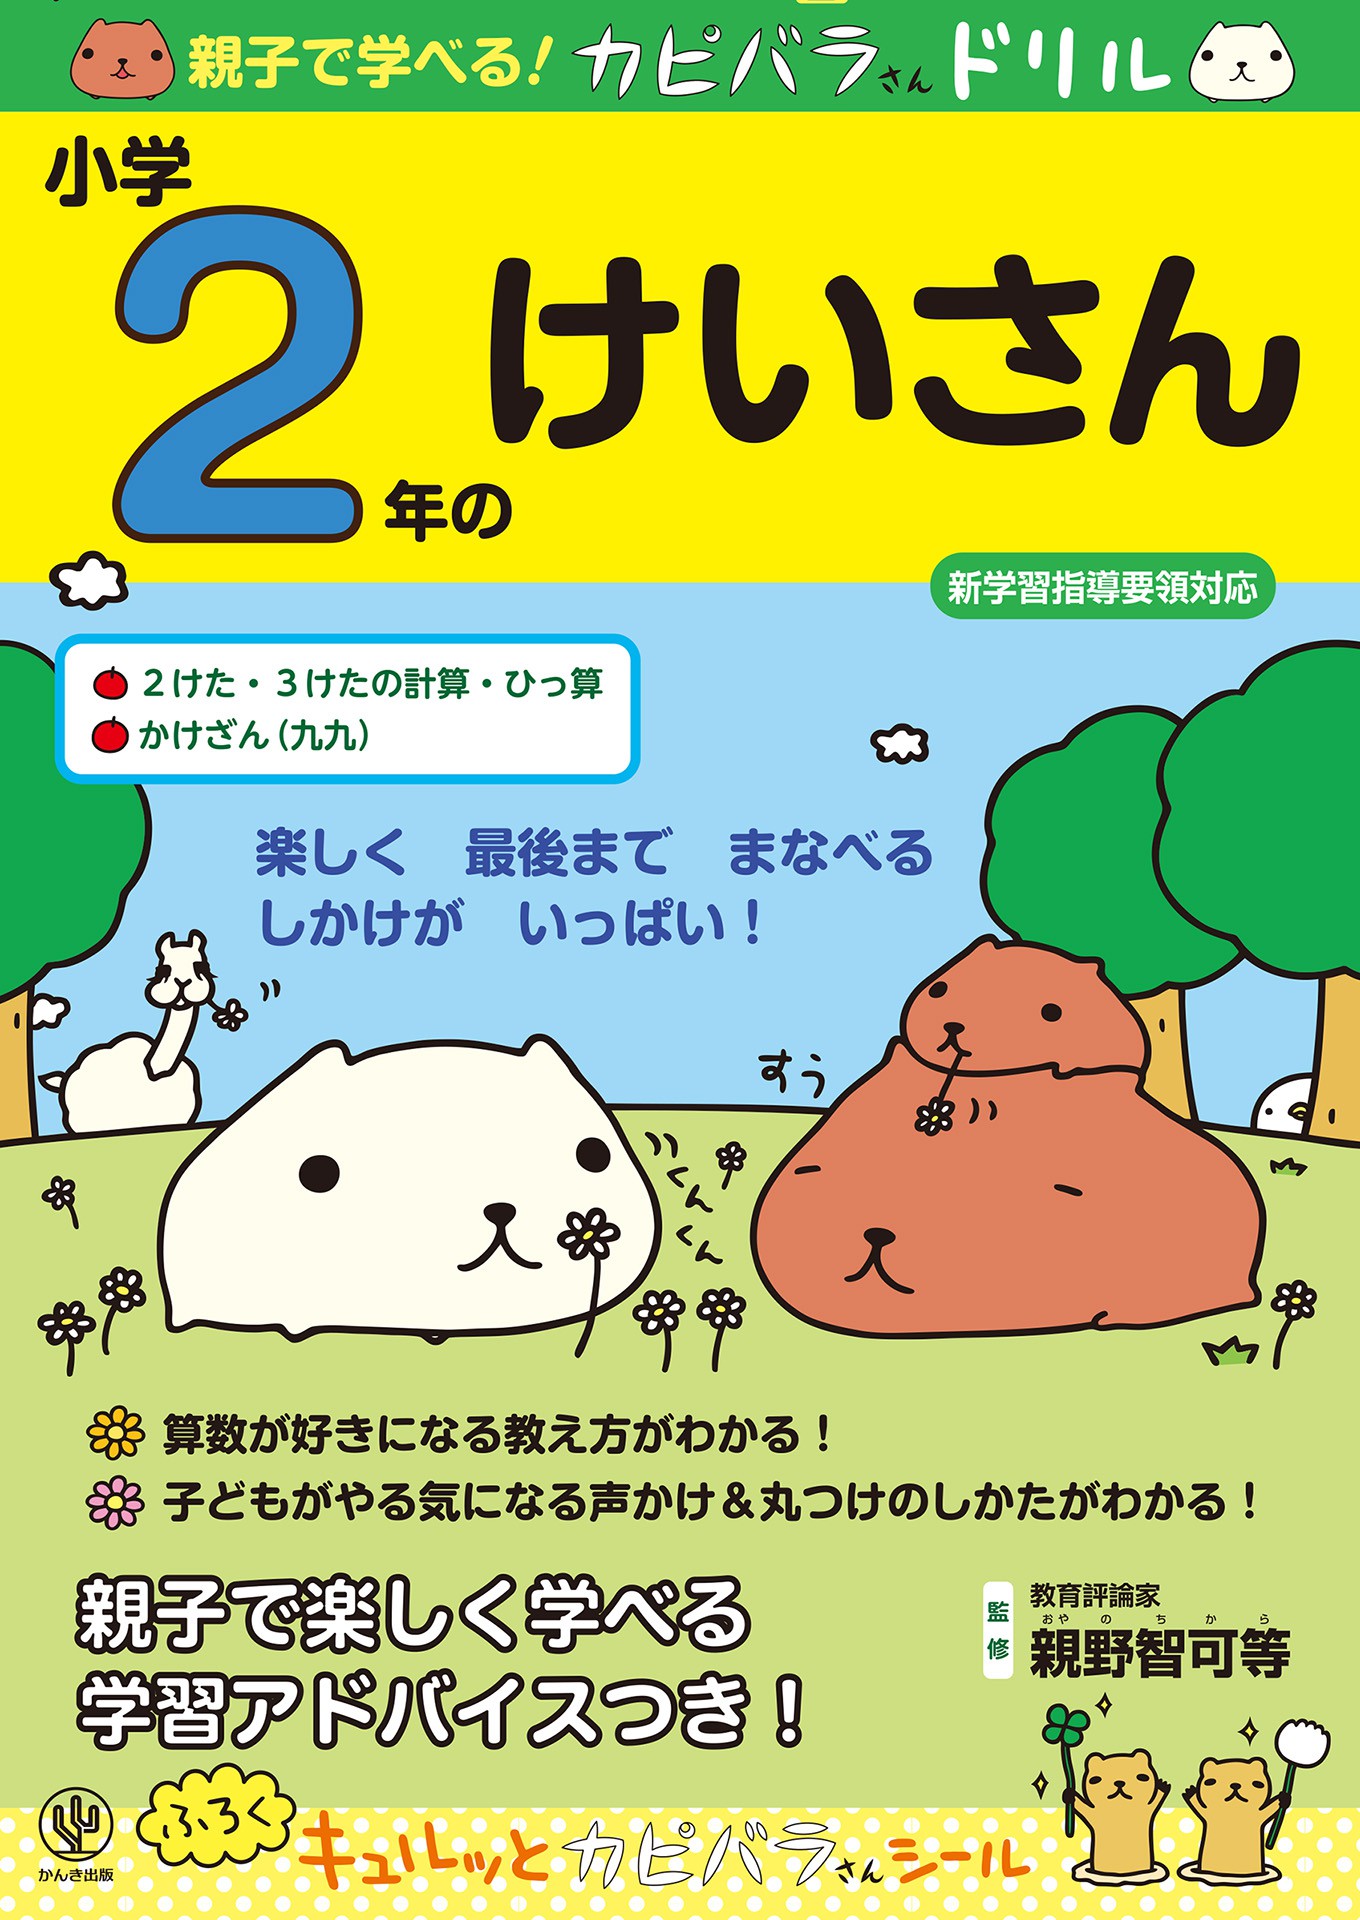 親子で学べる！カピバラさんドリル
小学
2
年の
けいさん
新学習指導要領対応
２けた・３けたの計算・ひっ算
かけざん（九九）
楽しく　最後まで　まなべる
しかけが　いっぱい！
すう
くん
くん
算数が好きになる教え方がわかる！
子どもがやる気になる声かけ＆丸つけのしかたがわかる！
親子で楽しく学べる
学習アドバイスつき！
監修
教育評論家
おやのちから
親野智可等
ふろく
キュルッとカピバラさんシール
かんき出版